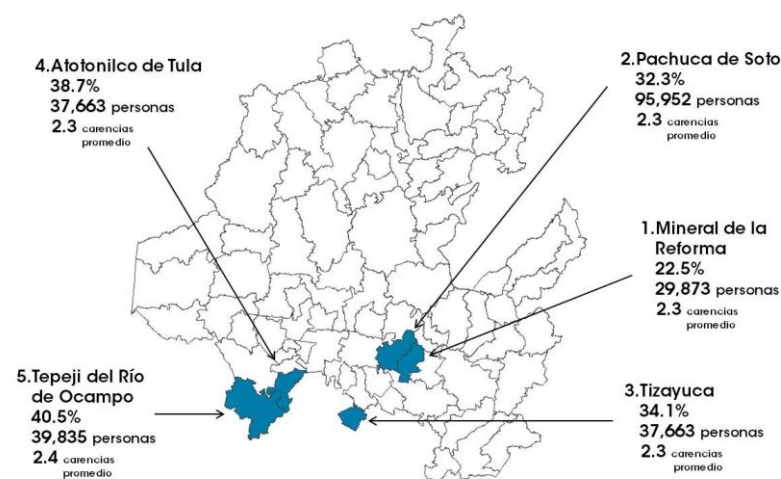 4.Atotonilco de Tula
38.7%
37,663 personas
2.3 carencias
promedio
2.Pachuca de Soto
32.3%
95,952 personas
2.3 carencias
promedio
1.Mineral de la
Reforma
22.5%
29,873 personas
2.3 carencias
promedio
5.Tepeji del Río
de Ocampo
40.5%
39,835 personas
2.4 carencias
promedio
3.Tizayuca
34.1%
37,663 personas
2.3 carencias
promedio